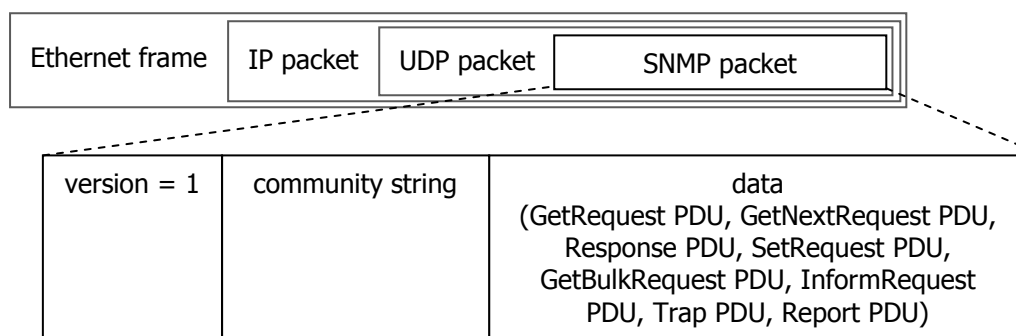 Ethernet frame
IP packet
UDP packet
SNMP packet
version = 1
community string
data
(GetRequest PDU, GetNextRequest PDU,
Response PDU, SetRequest PDU,
GetBulkRequest PDU, InformRequest
PDU, Trap PDU, Report PDU)